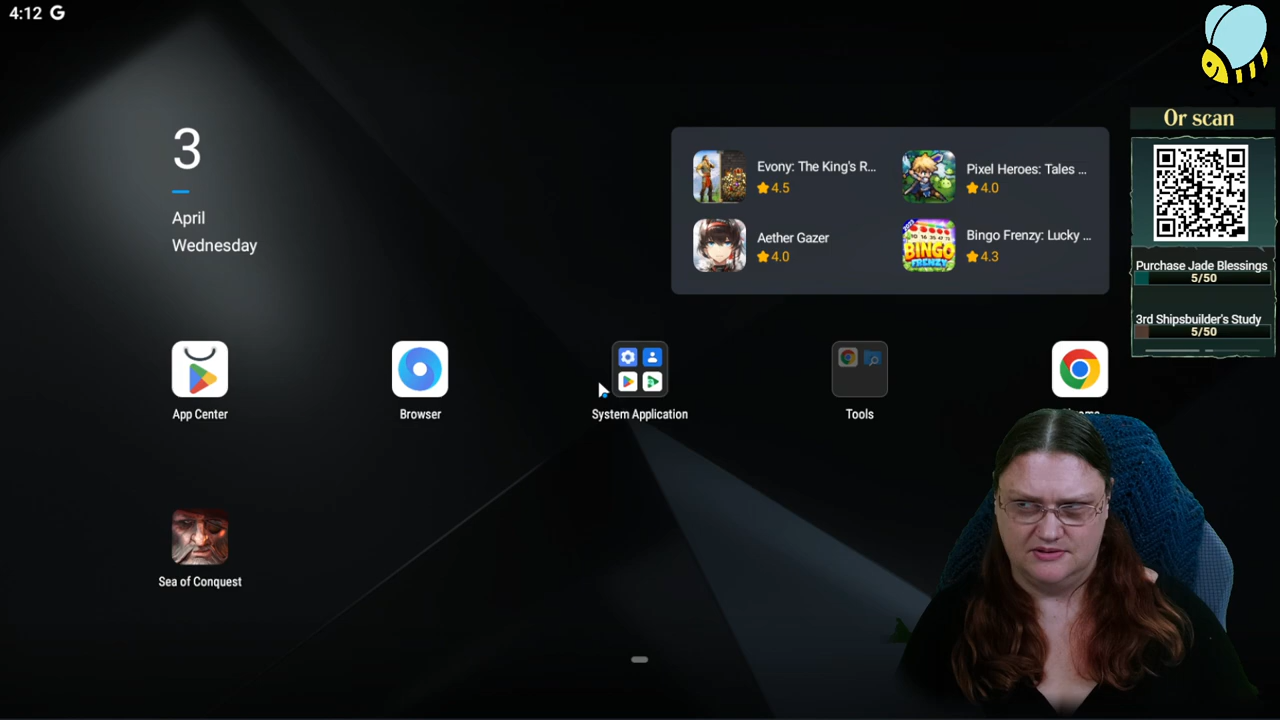 4:12 G
Or scan
3
April
Wednesday
Evony: The King's R...
4.5
Pixel Heroes: Tales ...
4.0
Aether Gazer
4.0
Bingo Frenzy: Lucky ...
4.3
BINGO
FRENZY
Purchase Jade Blessings
5/50
3rd Shipsbuilder's Study
5/50
App Center
Browser
System Application
Tools
Sea of Conquest